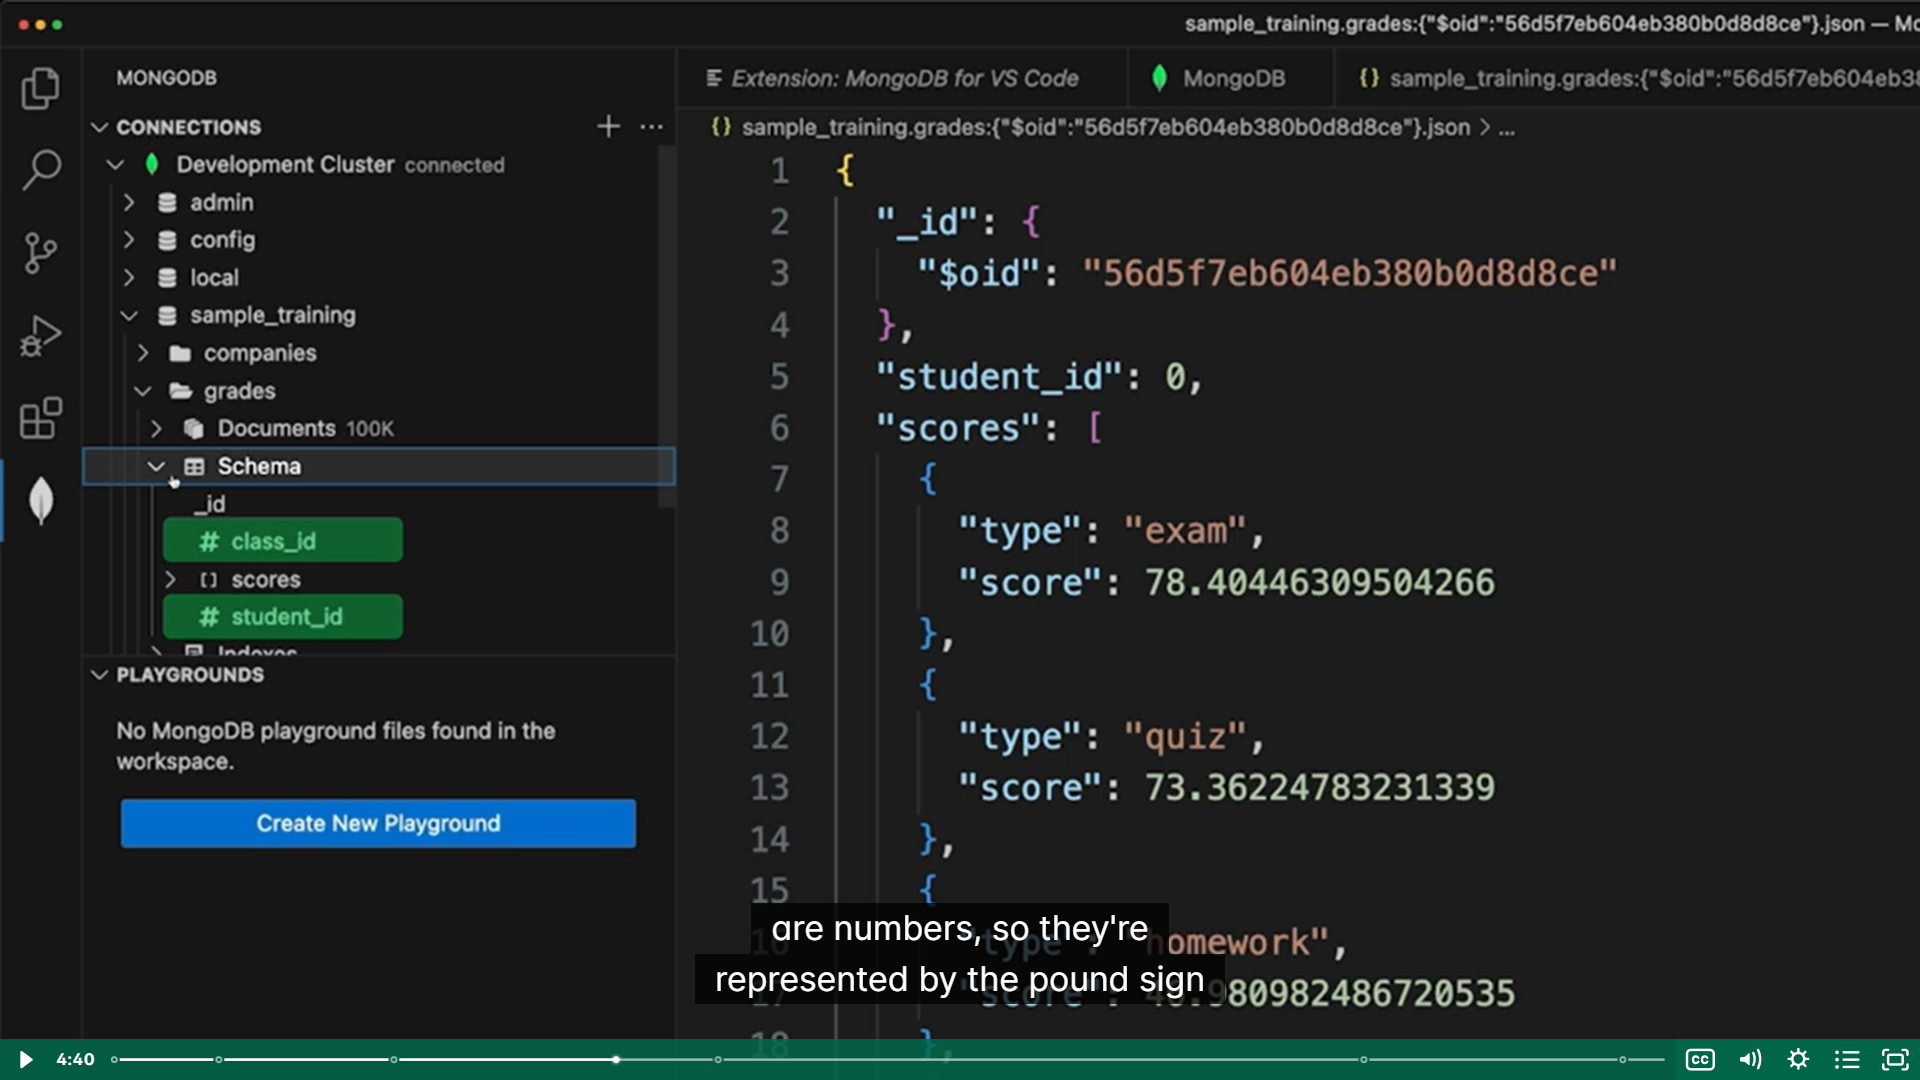 sample_training.grades:{"$oid":"56d5f7eb604eb380b0d8d8ce"}.json — Mo
MONGODB
Extension: MongoDB for VS Code
MongoDB
{} sample_training.grades:{"$oid":"56d5f7eb604eb38
CONNECTIONS
{} sample_training.grades:{"$oid":"56d5f7eb604eb380b0d8d8ce"}.json > ...
Development Cluster connected
admin
config
local
sample_training
companies
grades
Documents 100K
Schema
_id
# class_id
[] scores
# student_id
Indexes
PLAYGROUNDS
No MongoDB playground files found in the
workspace.
Create New Playground
1 {
2 "_id": {
3 "$oid": "56d5f7eb604eb380b0d8d8ce"
4 },
5 "student_id": 0,
6 "scores": [
7 {
8 "type": "exam",
9 "score": 78.40446309504266
10 },
11 {
12 "type": "quiz",
13 "score": 73.36224783231339
14 },
15 {
16 "type": "homework",
17 "score": .980982486720535
18 },
are numbers, so they're
represented by the pound sign
4:40
CC